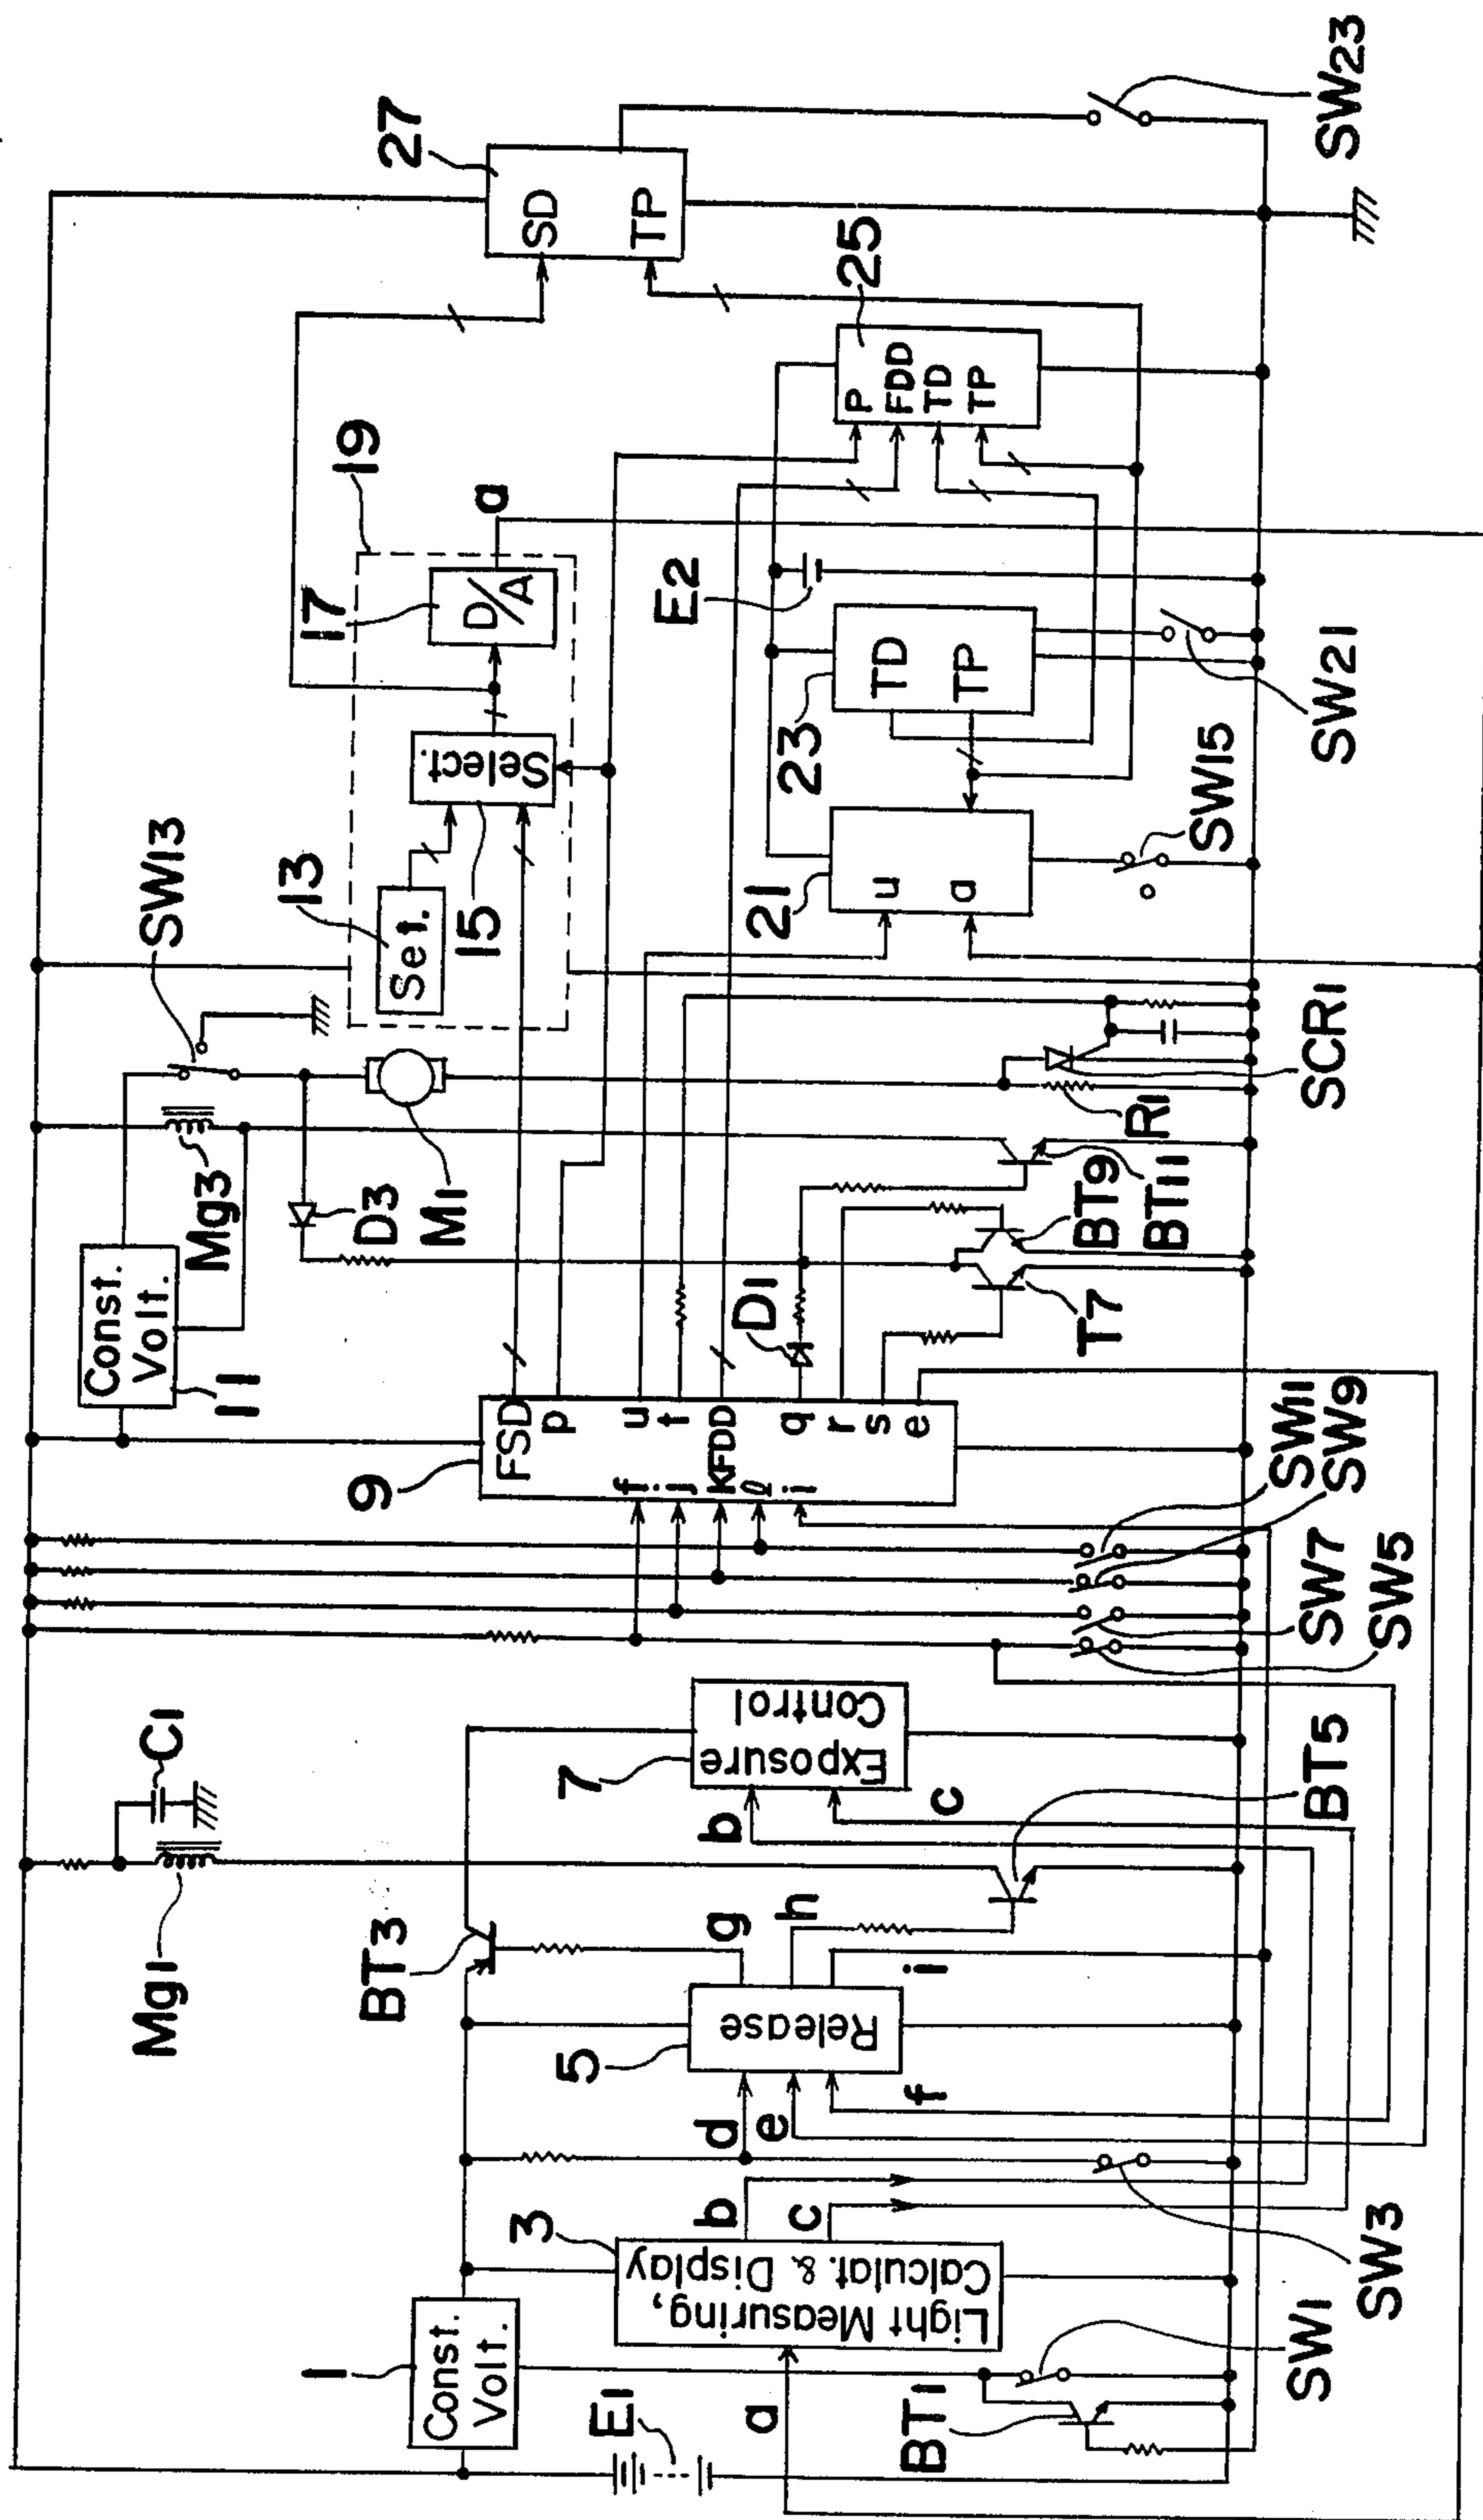 SW23
27
SD
TP
25
P
FDD
TD
TP
19
a
17
D/A
E2
TD
TP
23
SW21
Select.
SW13
13
Set.
15
21
u
a
SW15
SCR1
R1
Mg3
D3
M1
BT9
BT11
T7
D1
Const.
Volt.
11
9
FSD
p
u
t
KFDD
q
r
s
e
f
j
l
i
SW11
SW9
SW7
SW5
C1
Mg1
7
Exposure
Control
b
c
BT5
BT3
g
h
i
5
Release
d
e
f
3
b
c
Light Measuring,
Calculat. & Display
SW3
1
Const.
Volt.
E1
a
BT1
SW1